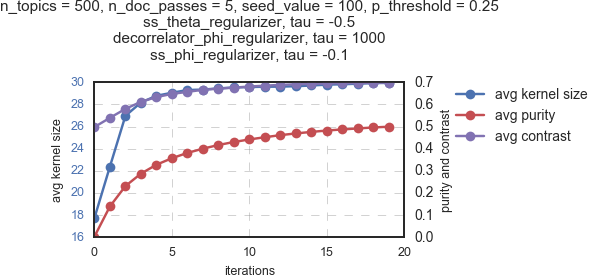 n_topics = 500, n_doc_passes = 5, seed_value = 100, p_threshold = 0.25
ss_theta_regularizer, tau = -0.5
decorrelator_phi_regularizer, tau = 1000
ss_phi_regularizer, tau = -0.1
avg kernel size
30
28
26
24
22
20
18
16
0
5
10
15
20
iterations
0.7
0.6
0.5
0.4
0.3
0.2
0.1
0.0
purity and contrast
avg kernel size
avg purity
avg contrast